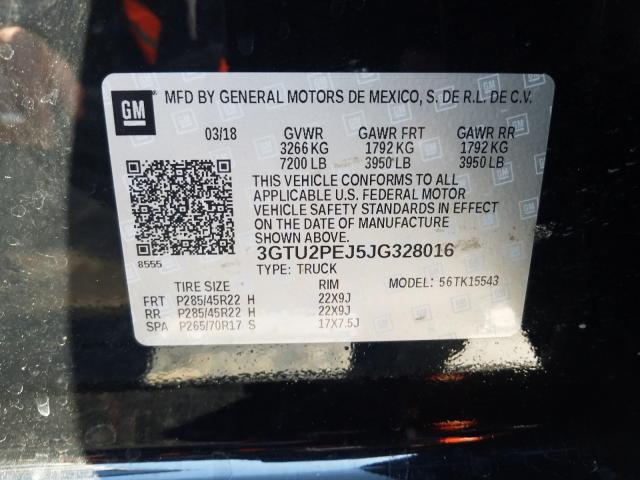 GM
MFD BY GENERAL MOTORS DE MEXICO, S. DE R.L. DE C.V.
03/18 GVWR GAWR FRT GAWR RR
3266 KG 1792 KG 1792 KG
7200 LB 3950 LB 3950 LB
THIS VEHICLE CONFORMS TO ALL
APPLICABLE U.S. FEDERAL MOTOR
VEHICLE SAFETY STANDARDS IN EFFECT
ON THE DATE OF MANUFACTURE
SHOWN ABOVE.
8555
3GTU2PEJ5JG328016
TYPE: TRUCK
TIRE SIZE RIM MODEL: 56TK15543
FRT P285/45R22 H 22X9J
RR P285/45R22 H 22X9J
SPA P265/70R17 S 17X7.5J